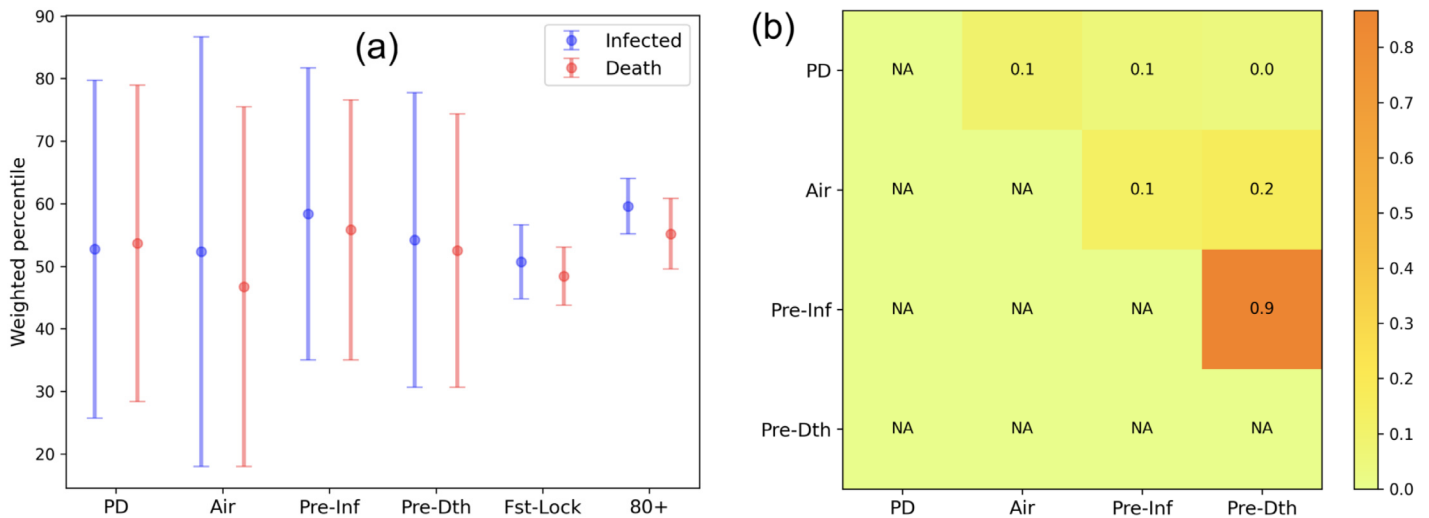 (a)
Infected
Death
Weighted percentile
90
80
70
60
50
40
30
20
PD Air Pre-Inf Pre-Dth Fst-Lock 80+
(b)
PD NA 0.1 0.1 0.0
Air NA NA 0.1 0.2
Pre-Inf NA NA NA 0.9
Pre-Dth NA NA NA NA
PD Air Pre-Inf Pre-Dth
0.8
0.7
0.6
0.5
0.4
0.3
0.2
0.1
0.0